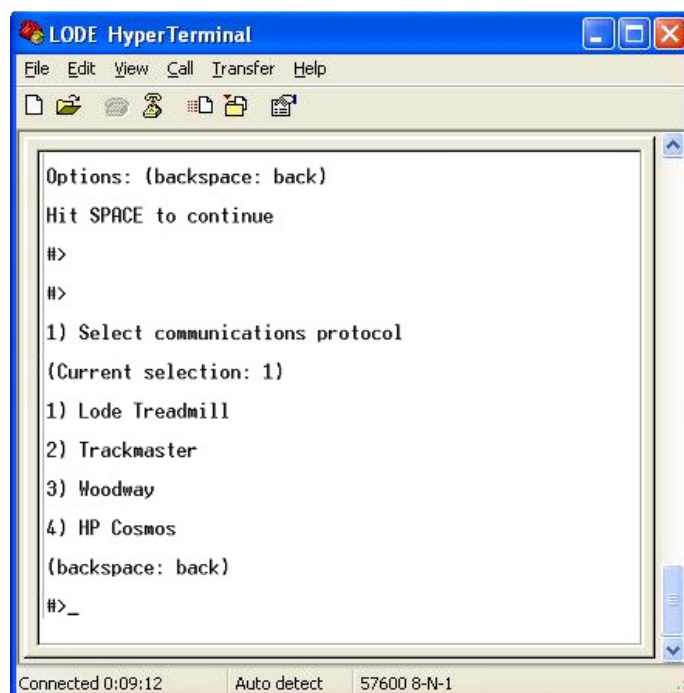 LODE HyperTerminal
File Edit View Call Transfer Help
Options: (backspace: back)
Hit SPACE to continue
#>
#>
1) Select communications protocol
(Current selection: 1)
1) Lode Treadmill
2) Trackmaster
3) Woodway
4) HP Cosmos
(backspace: back)
#>_
Connected 0:09:12 Auto detect 57600 8-N-1